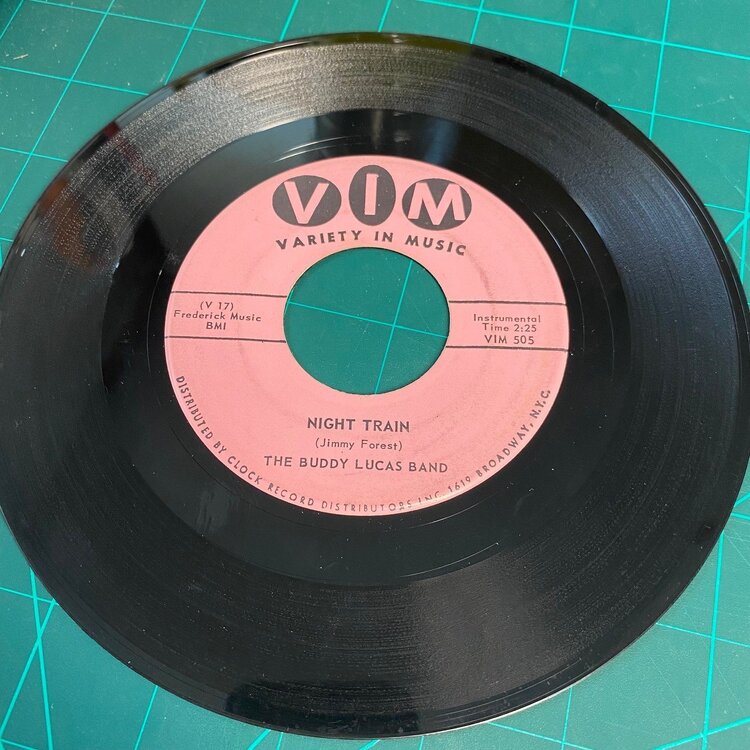 VIM
VARIETY IN MUSIC
(V 17)
Frederick Music
BMI
Instrumental
Time 2:25
VIM 505
NIGHT TRAIN
(Jimmy Forest)
THE BUDDY LUCAS BAND
DISTRIBUTED BY CLOCK RECORD DISTRIBUTORS INC. 1619 BROADWAY, N.Y.C.